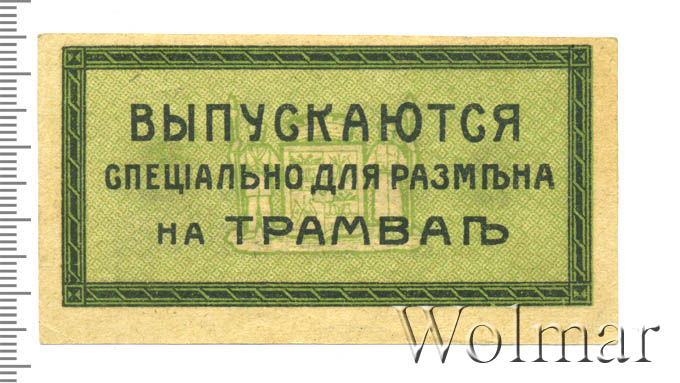 ВЫПУСКАЮТСЯ
СПЕЦІАЛЬНО ДЛЯ РАЗМѢНА
НА ТРАМВАѢ
Wolmar